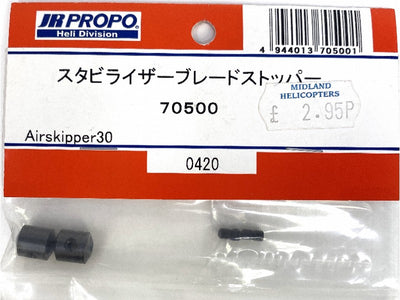 JR PROPO
Heli Division
4 944013 705001
スタビライザーブレードストッパー
70500
MIDLAND
HELICOPTERS
£ 2.95P
Airskipper30
0420